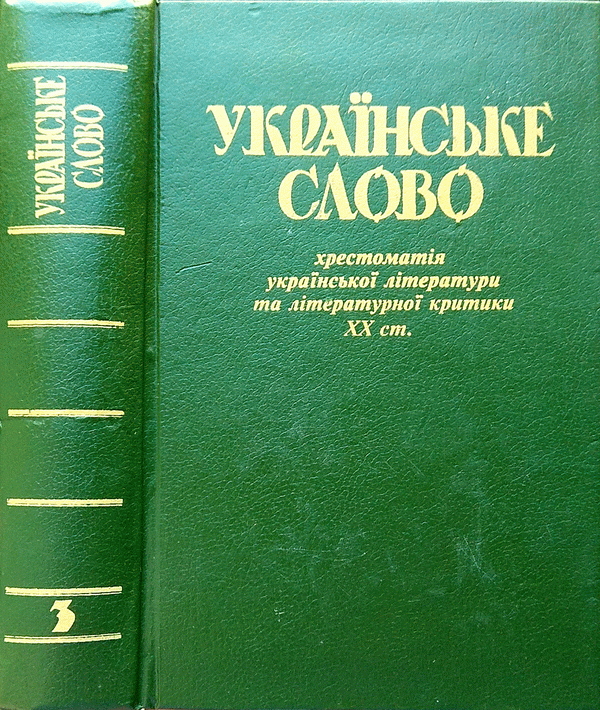 УКРАЇНСЬКЕ
СЛОВО
3
УКРАЇНСЬКЕ
СЛОВО
хрестоматія
української літератури
та літературної критики
XX ст.